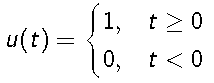 u(t) = { 1, t ≥ 0
0, t < 0